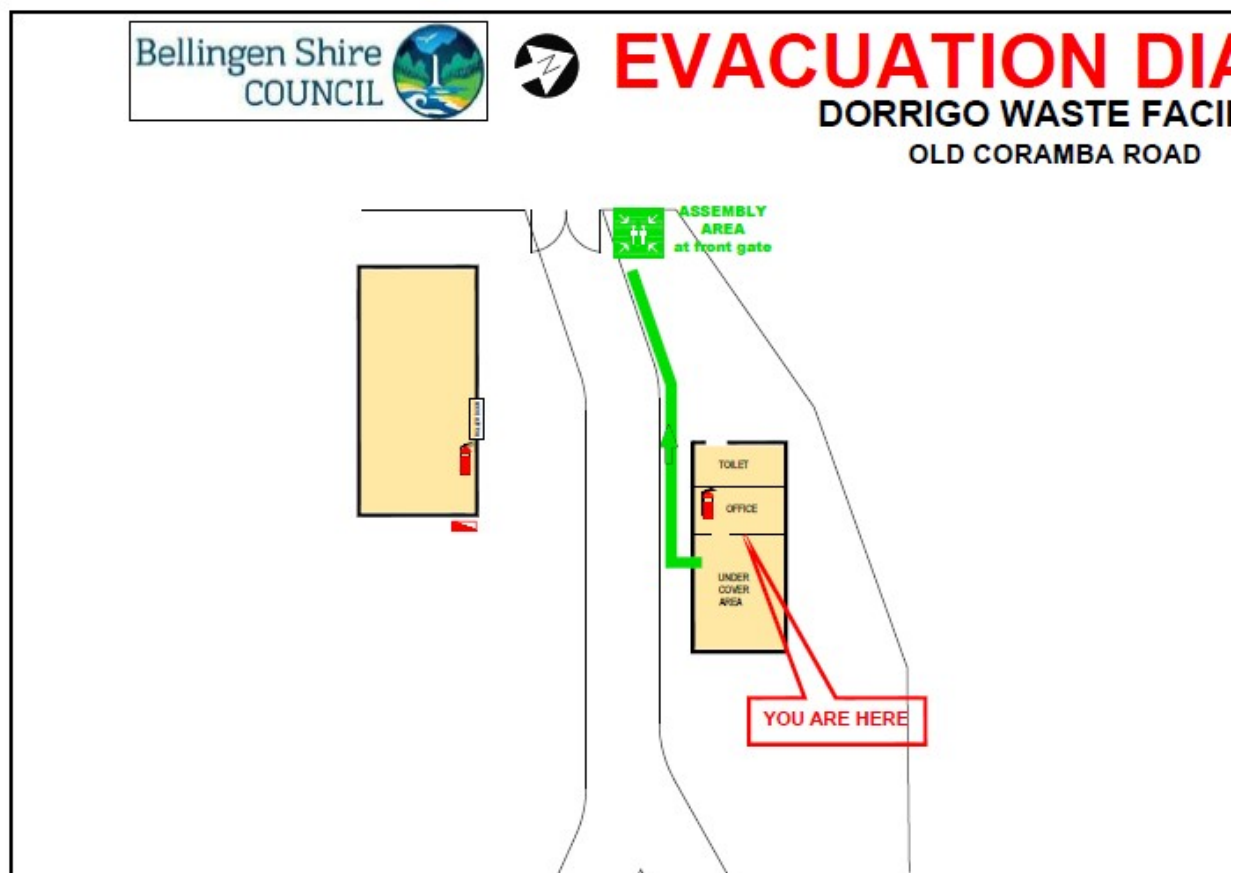 Bellingen Shire
COUNCIL
N
EVACUATION DIA
DORRIGO WASTE FACI
OLD CORAMBA ROAD
ASSEMBLY
AREA
at front gate
TOILET
OFFICE
UNDER
COVER
AREA
YOU ARE HERE